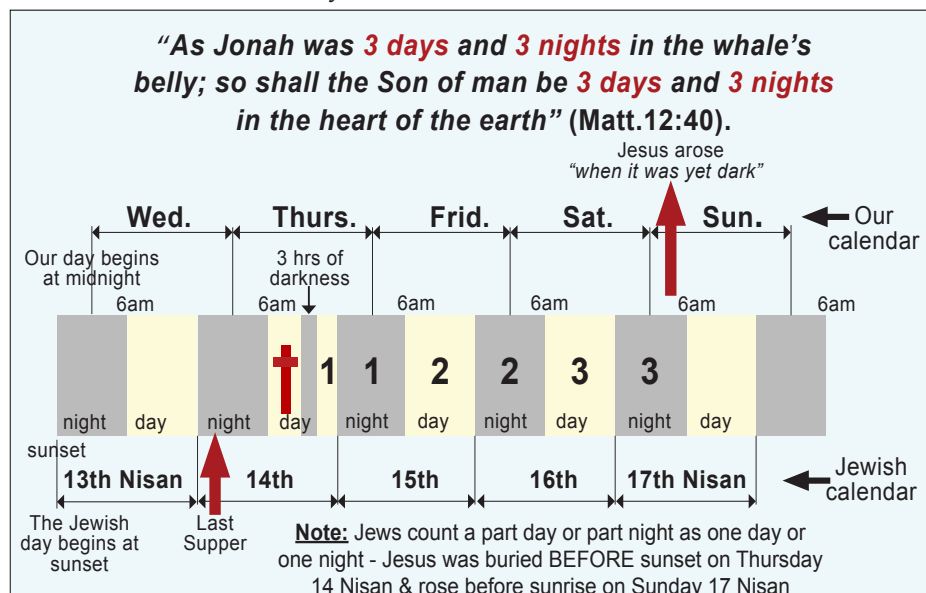 “As Jonah was 3 days and 3 nights in the whale’s
belly; so shall the Son of man be 3 days and 3 nights
in the heart of the earth” (Matt.12:40).
Jesus arose
“when it was yet dark”
Wed. Thurs. Frid. Sat. Sun.
Our
calendar
Our day begins
at midnight
3 hrs of
darkness
6am 6am 6am 6am 6am 6am
1 1 2 2 3 3
night day night day night day night day night day
sunset
13th Nisan 14th 15th 16th 17th Nisan
Jewish
calendar
The Jewish
day begins at
sunset
Last
Supper
Note: Jews count a part day or part night as one day or
one night - Jesus was buried BEFORE sunset on Thursday
14 Nisan & rose before sunrise on Sunday 17 Nisan